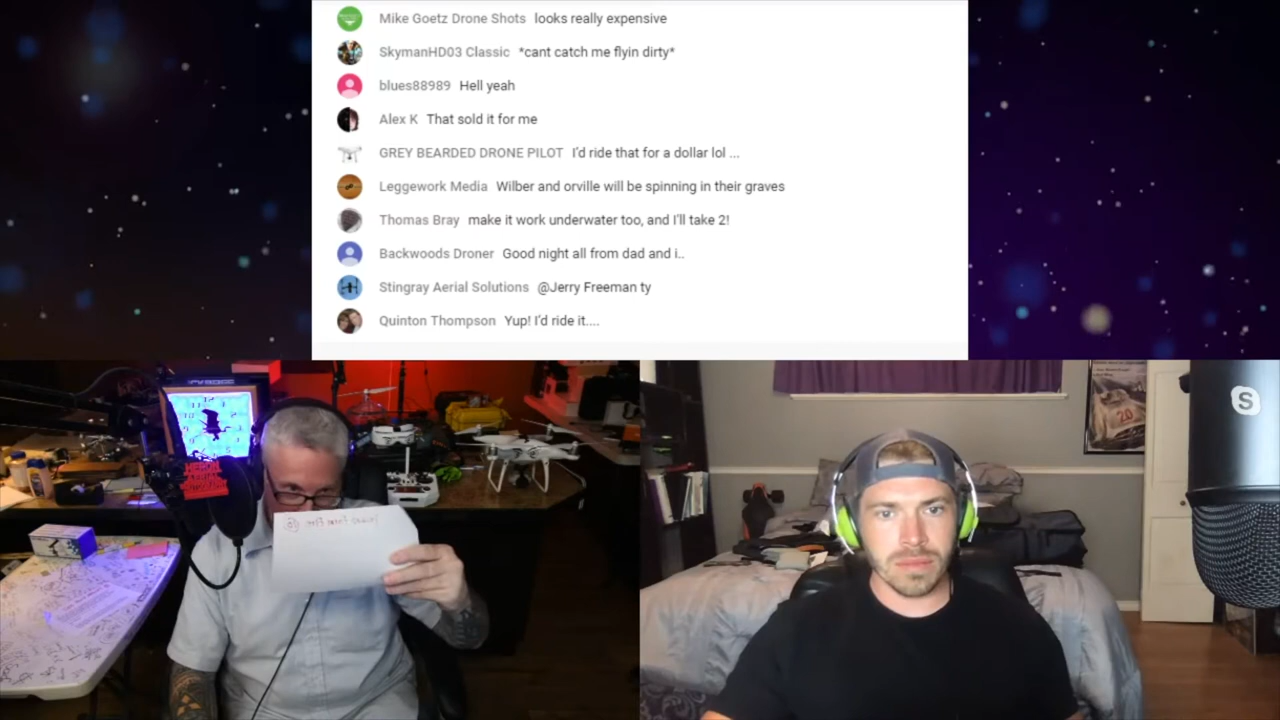 Mike Goetz Drone Shots looks really expensive
SkymanHD03 Classic *cant catch me flyin dirty*
blues88989 Hell yeah
Alex K That sold it for me
GREY BEARDED DRONE PILOT I'd ride that for a dollar lol ...
Leggework Media Wilber and orville will be spinning in their graves
Thomas Bray make it work underwater too, and I'll take 2!
Backwoods Droner Good night all from dad and i..
Stingray Aerial Solutions @Jerry Freeman ty
Quinton Thompson Yup! I'd ride it....